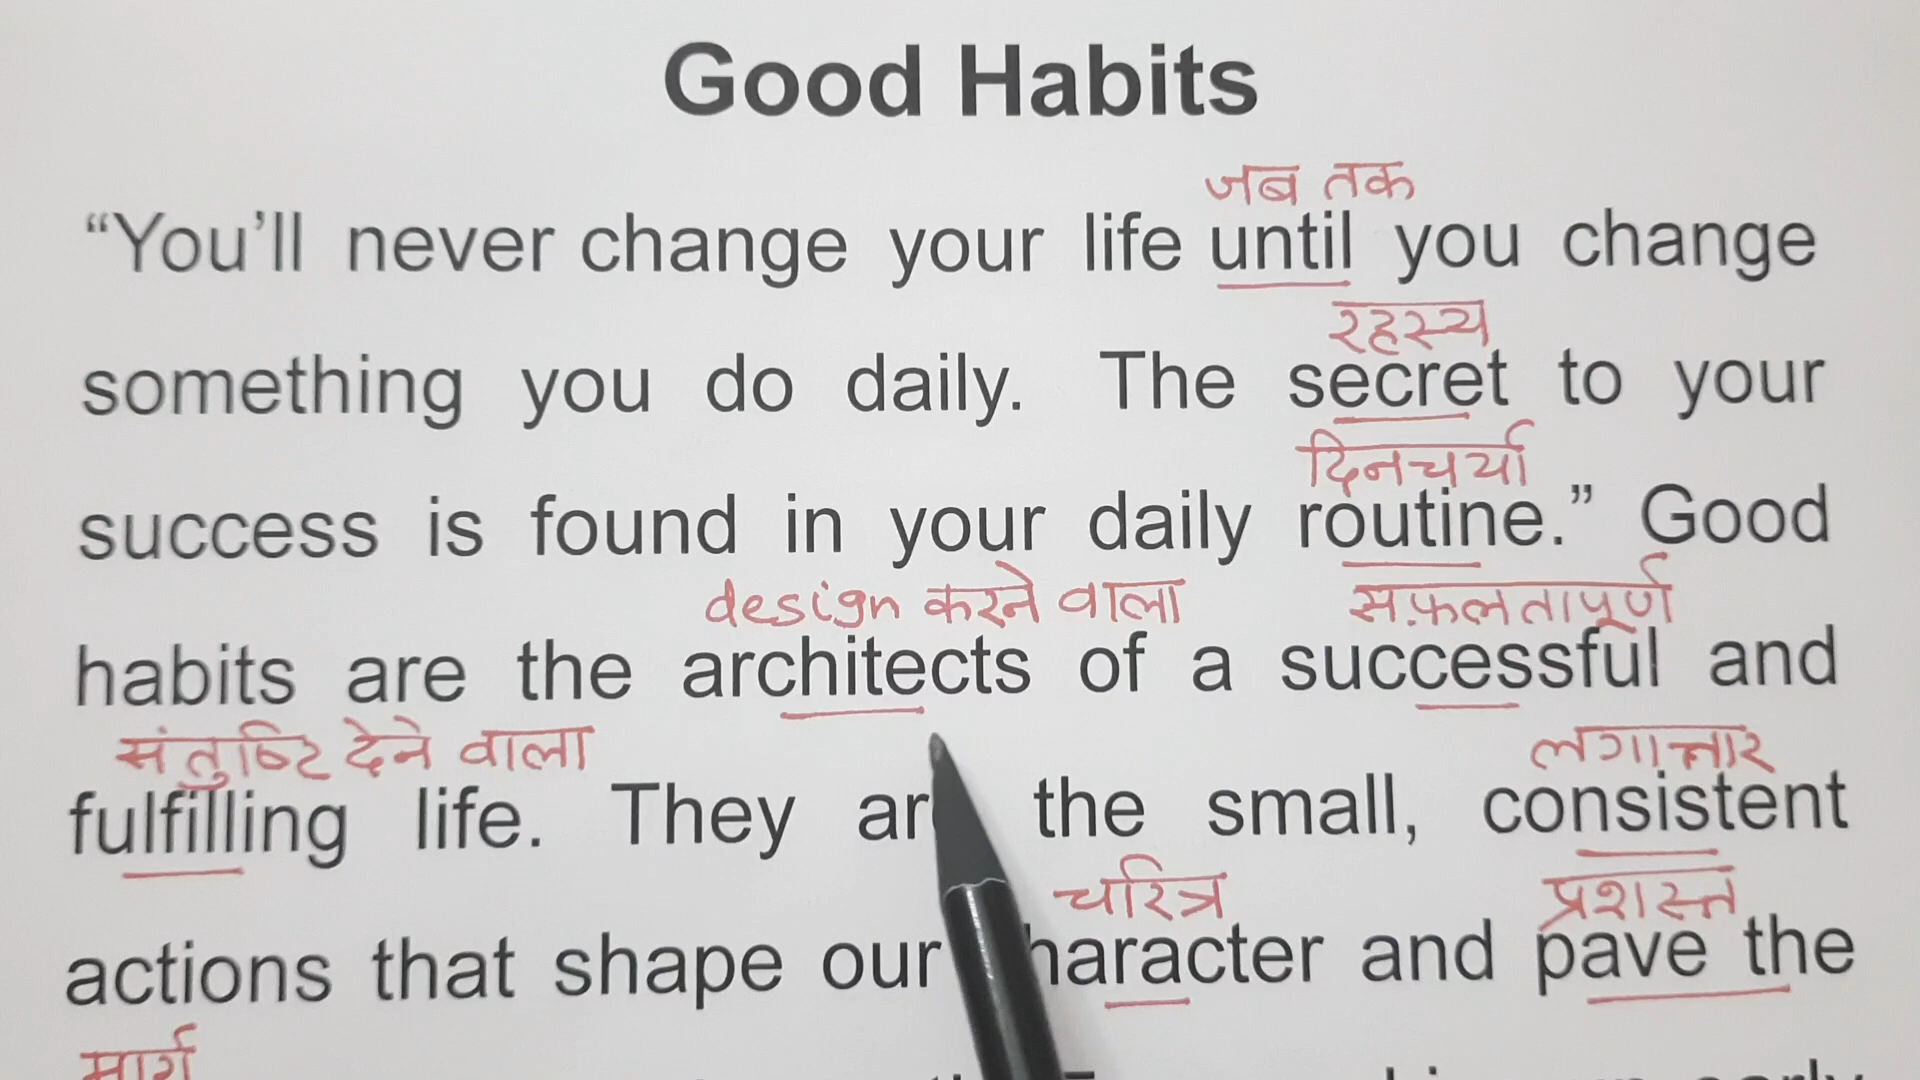 Good Habits
जब तक
“You’ll never change your life until you change
रहस्य
something you do daily. The secret to your
दिनचर्या
success is found in your daily routine.” Good
design करने वाला सफलतापूर्ण
habits are the architects of a successful and
संतुष्टि देने वाला लगातार
fulfilling life. They the small, consistent
चरित्र प्रशस्त
actions that shape our and pave the
मार्ग